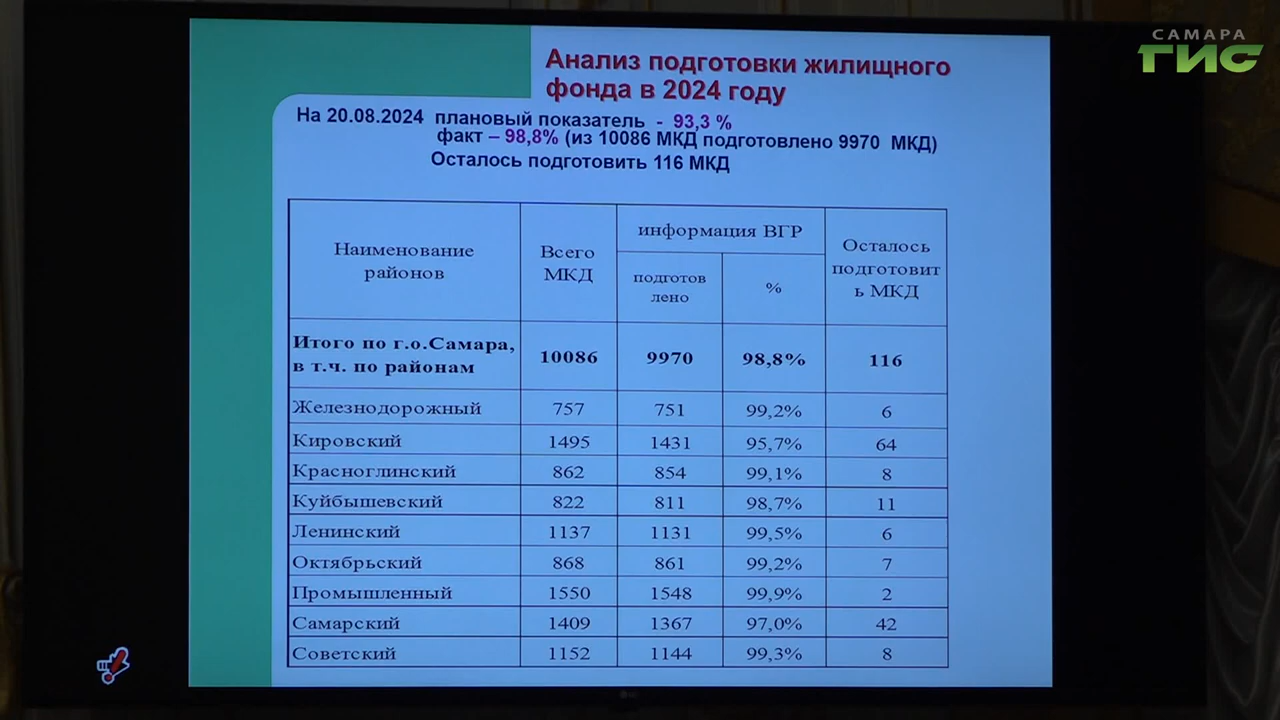 САМАРА
ГИС
Анализ подготовки жилищного
фонда в 2024 году
На 20.08.2024 плановый показатель - 93,3 %
факт – 98,8% (из 10086 МКД подготовлено 9970 МКД)
Осталось подготовить 116 МКД
Наименование
районов
Всего
МКД
информация ВГР
подготов
лено
%
Осталось
подготовит
ь МКД
Итого по г.о.Самара,
в т.ч. по районам
10086 9970 98,8% 116
Железнодорожный 757 751 99,2% 6
Кировский 1495 1431 95,7% 64
Красноглинский 862 854 99,1% 8
Куйбышевский 822 811 98,7% 11
Ленинский 1137 1131 99,5% 6
Октябрьский 868 861 99,2% 7
Промышленный 1550 1548 99,9% 2
Самарский 1409 1367 97,0% 42
Советский 1152 1144 99,3% 8
LG